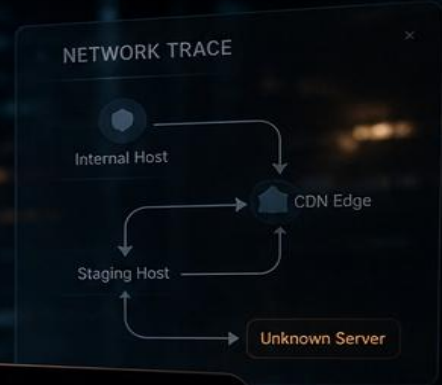 NETWORK TRACE
Internal Host
CDN Edge
Staging Host
Unknown Server